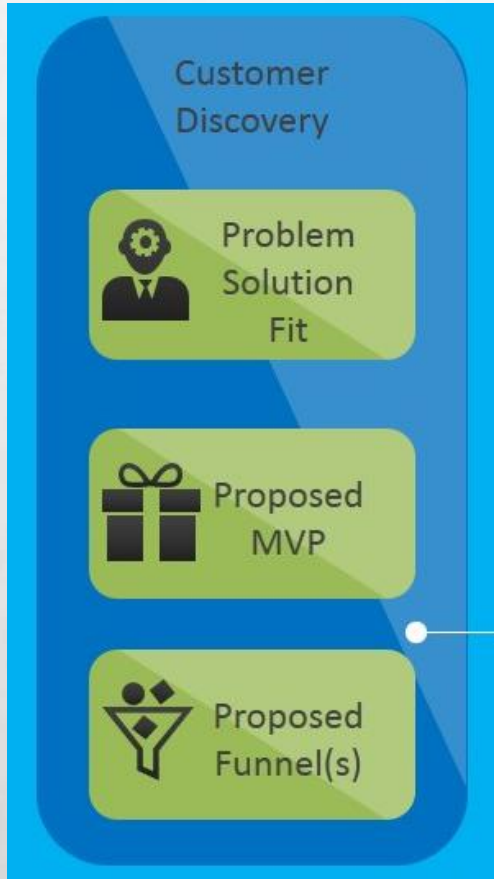 Customer
Discovery
Problem
Solution
Fit
Proposed
MVP
Proposed
Funnel(s)